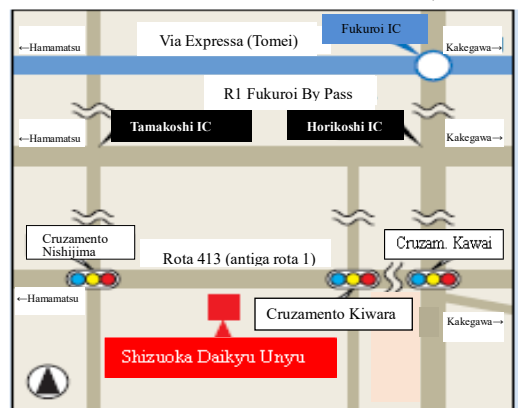 Fukuroi IC
←Hamamatsu
Via Expressa (Tomei)
Kakegawa→
R1 Fukuroi By Pass
←Hamamatsu
Tamakoshi IC
Horikoshi IC
Kakegawa→
Cruzamento
Nishijima
Cruzam. Kawai
Rota 413 (antiga rota 1)
←Hamamatsu
Cruzamento Kiwara
Kakegawa→
Shizuoka Daikyu Unyu